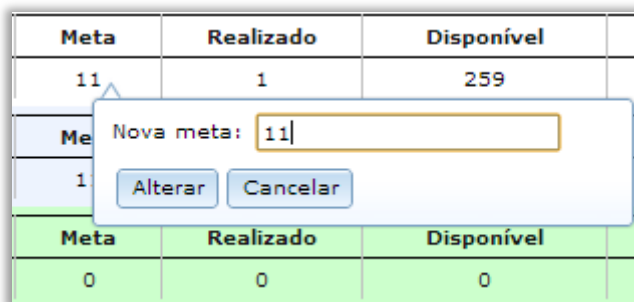 Meta Realizado Disponível
11 1 259
Nova meta: 11
Alterar Cancelar
Meta Realizado Disponível
0 0 0